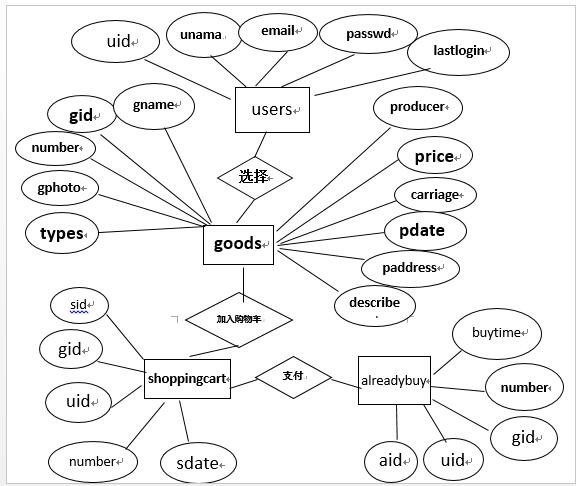 uid
unama
email
passwd
lastlogin
users
gid
gname
number
gphoto
types
选择
producer
price
carriage
pdate
paddress
describe
goods
加入购物车
sid
gid
uid
number
sdate
shoppingcart
支付
alreadybuy
buytime
number
gid
uid
aid